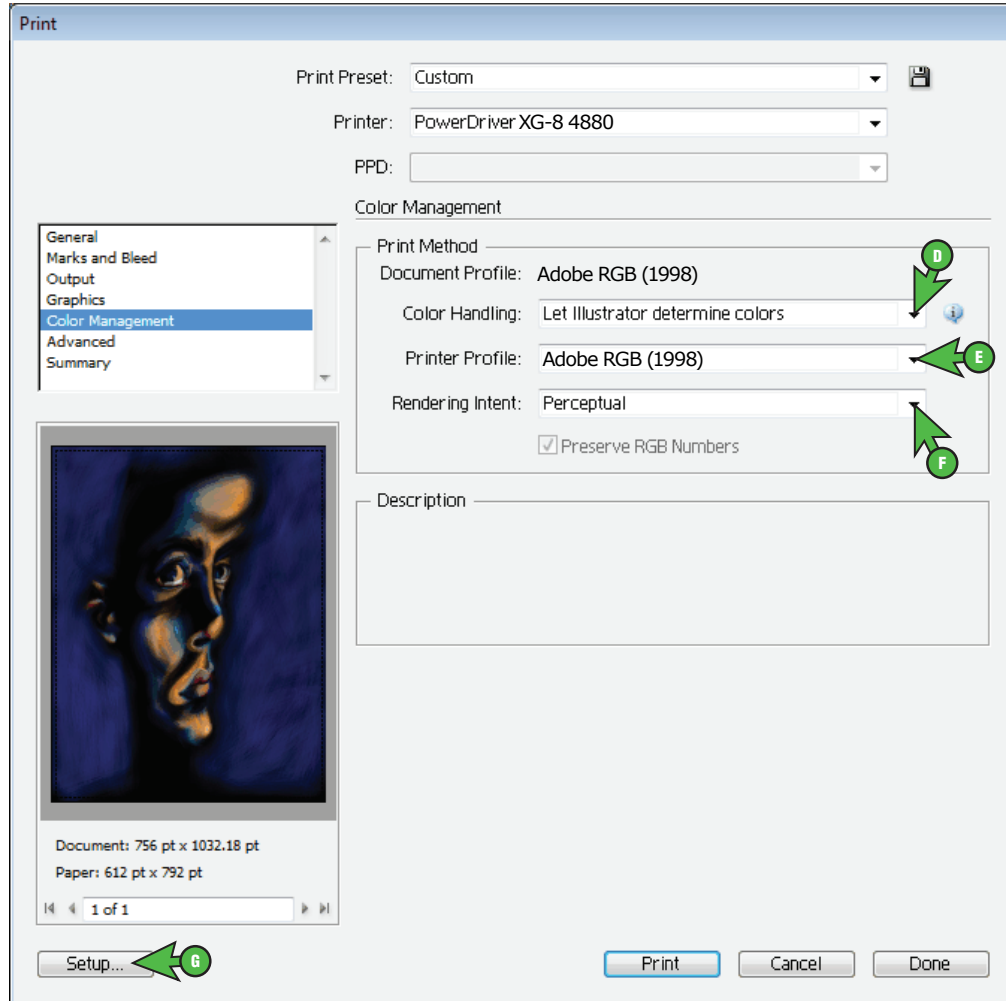 Print
Print Preset: Custom
Printer: PowerDriver XG-8 4880
PPD:
Color Management
General
Marks and Bleed
Output
Graphics
Color Management
Advanced
Summary
Print Method
Document Profile: Adobe RGB (1998)
D
Color Handling: Let Illustrator determine colors
Printer Profile: Adobe RGB (1998)
E
Rendering Intent: Perceptual
Preserve RGB Numbers
F
Description
Document: 756 pt x 1032.18 pt
Paper: 612 pt x 792 pt
1 of 1
Setup... G
Print Cancel Done